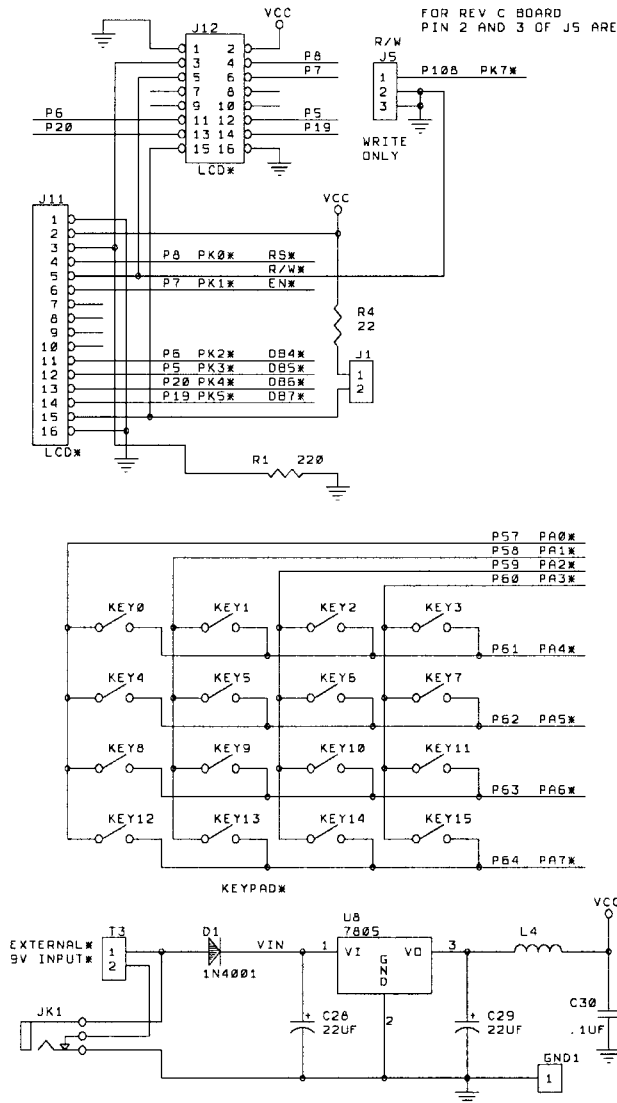 J12
VCC
FOR REV C BOARD
PIN 2 AND 3 OF J5 ARE
1 2
3 4 P8
5 6 P7
7 8
9 10
P6 11 12 P5
P20 13 14 P19
15 16
LCD*
R/W
J5
1 P108 PK7*
2
3
WRITE
ONLY
J11
VCC
1
2
3
4 P8 PK0* RS*
5 R/W*
6 P7 PK1* EN*
7
8
9
10
11 P6 PK2* DB4*
12 P5 PK3* DB5*
13 P20 PK4* DB6*
14 P19 PK5* DB7*
15
16
LCD*
R4
22
J1
1
2
R1 220
P57 PA0*
P58 PA1*
P59 PA2*
P60 PA3*
KEY0 KEY1 KEY2 KEY3
P61 PA4*
KEY4 KEY5 KEY6 KEY7
P62 PA5*
KEY8 KEY9 KEY10 KEY11
P63 PA6*
KEY12 KEY13 KEY14 KEY15
P64 PA7*
KEYPAD*
EXTERNAL*
9V INPUT*
T3
1
2
JK1
D1
1N4001
VIN
U8
7805
1 VI VO 3
GND
2
C28
22UF
+
C29
22UF
+
L4
VCC
C30
.1UF
GND1
1